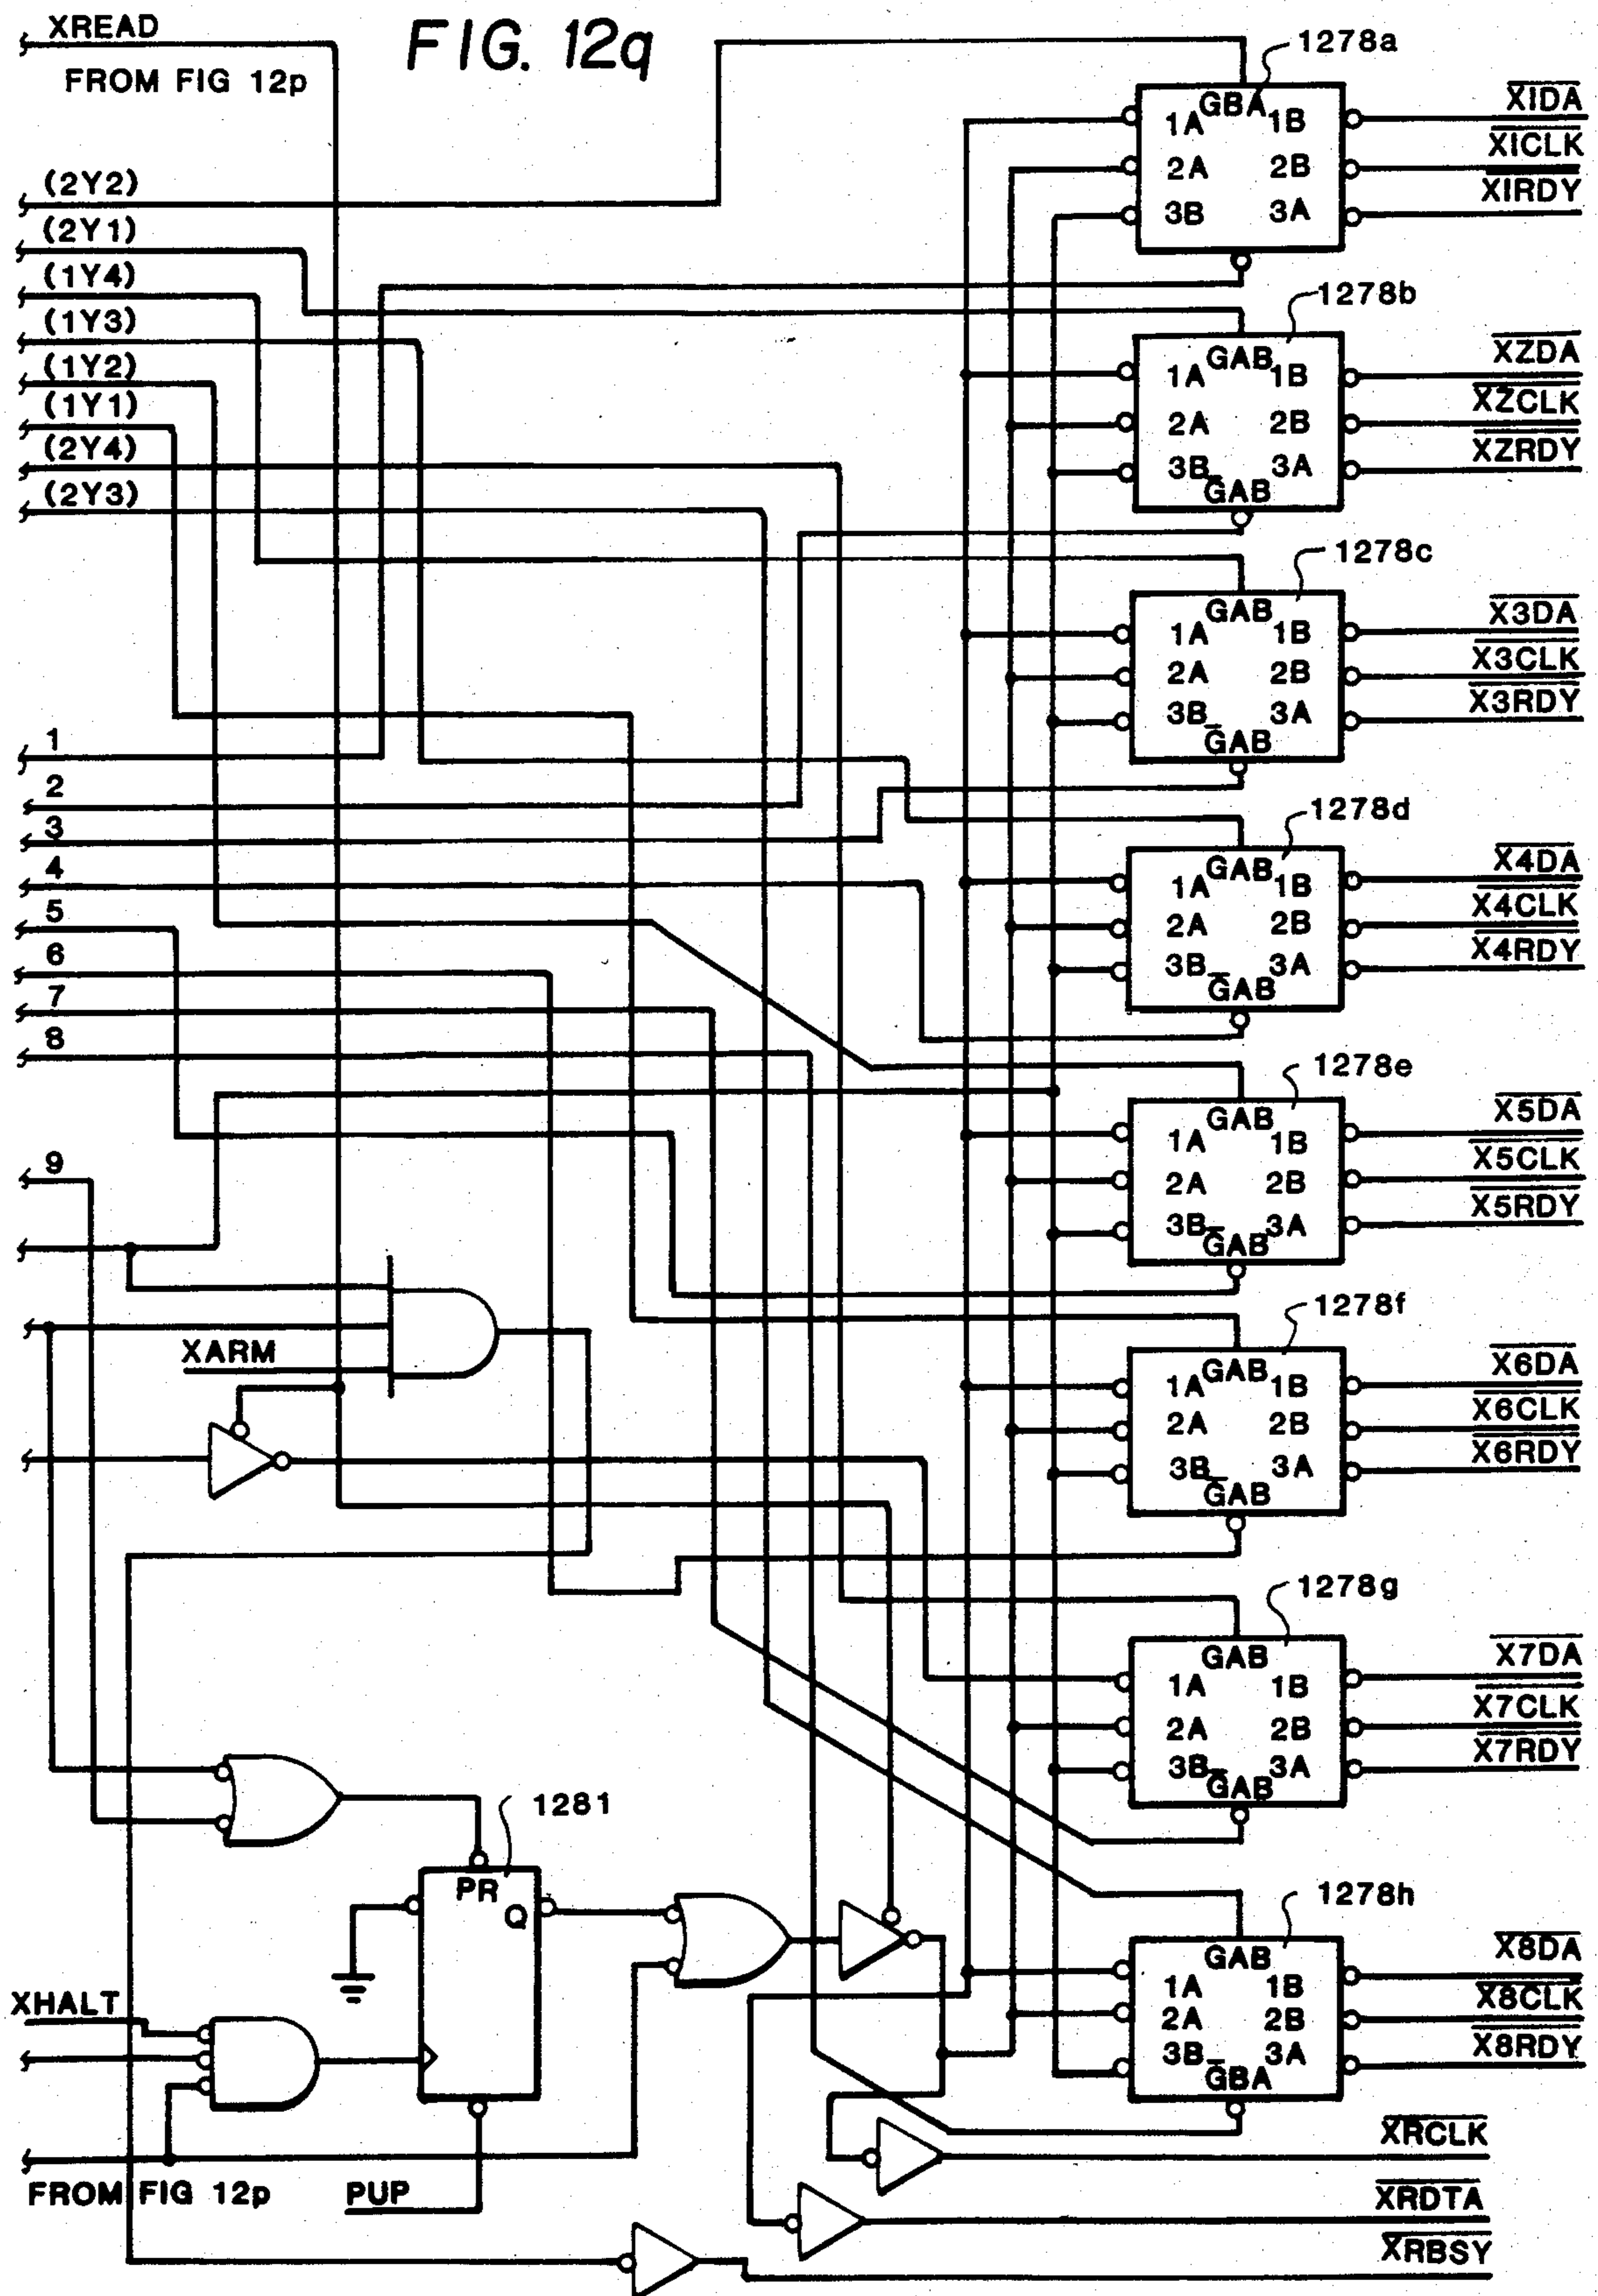 XREAD
FIG. 12q
FROM FIG 12p
(2Y2)
(2Y1)
(1Y4)
(1Y3)
(1Y2)
(1Y1)
(2Y4)
(2Y3)
1
2
3
4
5
6
7
8
9
XARM
XHALT
FROM FIG 12p
PUP
1281
PR
Q
1278a
GBA
1A 1B
2A 2B
3B 3A
X1DA
X1CLK
X1RDY
1278b
GAB
1A 1B
2A 2B
3B 3A
GAB
XZDA
XZCLK
XZRDY
1278c
GAB
1A 1B
2A 2B
3B 3A
GAB
X3DA
X3CLK
X3RDY
1278d
GAB
1A 1B
2A 2B
3B 3A
GAB
X4DA
X4CLK
X4RDY
1278e
GAB
1A 1B
2A 2B
3B 3A
GAB
X5DA
X5CLK
X5RDY
1278f
GAB
1A 1B
2A 2B
3B 3A
GAB
X6DA
X6CLK
X6RDY
1278g
GAB
1A 1B
2A 2B
3B 3A
GAB
X7DA
X7CLK
X7RDY
1278h
GAB
1A 1B
2A 2B
3B 3A
GBA
X8DA
X8CLK
X8RDY
XRCLK
XRDTA
XRBSY